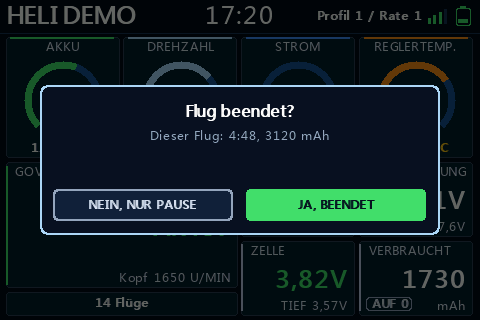 HELI DEMO
17:20
Profil 1 / Rate 1
AKKU
DREHZAHL
STROM
REGLERTEMP.
Flug beendet?
Dieser Flug: 4:48, 3120 mAh
NEIN, NUR PAUSE
JA, BEENDET
Kopf 1650 U/MIN
14 Flüge
ZELLE
3,82V
TIEF 3,57V
VERBRAUCHT
1730
AUF 0
mAh